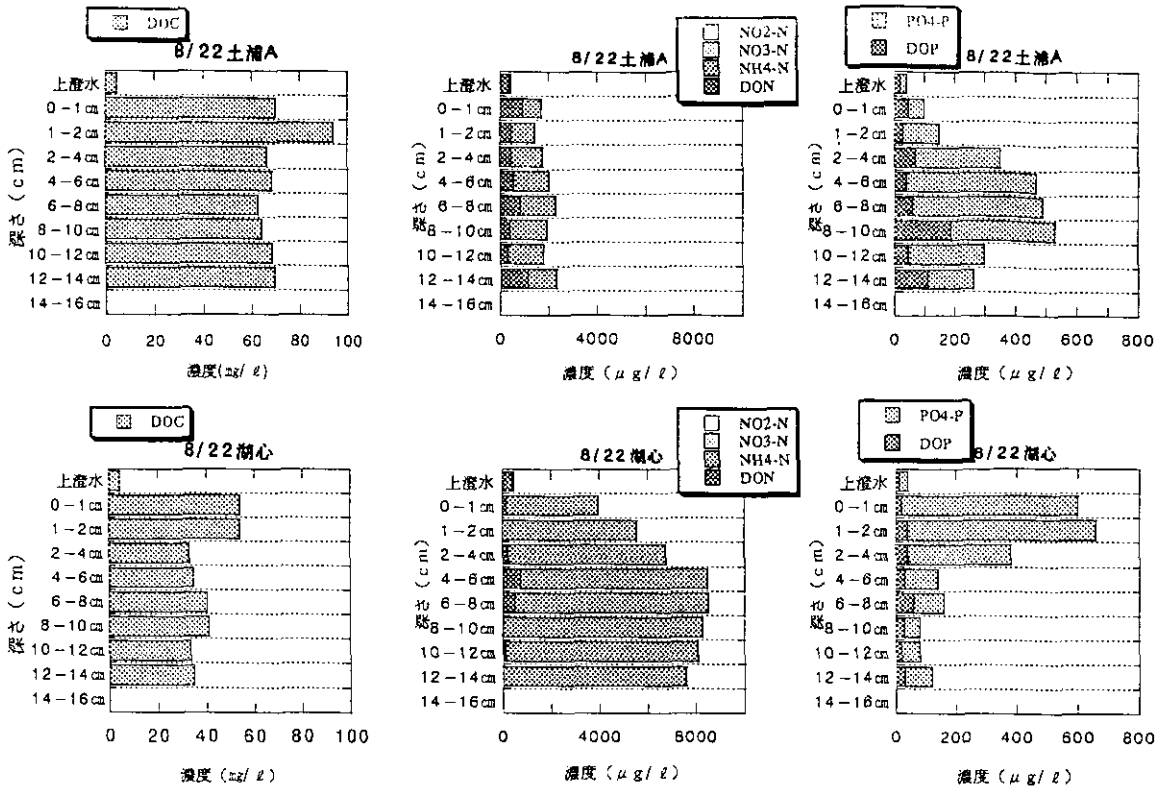 DOC
8/22土浦A
上澄水
0-1cm
1-2cm
2-4cm
4-6cm
6-8cm
8-10cm
10-12cm
12-14cm
14-16cm
深さ(cm)
0 20 40 60 80 100
濃度(mg/ℓ)
NO2-N
NO3-N
NH4-N
DON
8/22土浦A
上澄水
0-1cm
1-2cm
2-4cm
4-6cm
6-8cm
8-10cm
10-12cm
12-14cm
14-16cm
深さ(cm)
0 4000 8000
濃度(μg/ℓ)
PO4-P
DOP
8/22土浦A
上澄水
0-1cm
1-2cm
2-4cm
4-6cm
6-8cm
8-10cm
10-12cm
12-14cm
14-16cm
深さ(cm)
0 200 400 600 800
濃度(μg/ℓ)
DOC
8/22湖心
上澄水
0-1cm
1-2cm
2-4cm
4-6cm
6-8cm
8-10cm
10-12cm
12-14cm
14-16cm
深さ(cm)
0 20 40 60 80 100
濃度(mg/ℓ)
NO2-N
NO3-N
NH4-N
DON
8/22湖心
上澄水
0-1cm
1-2cm
2-4cm
4-6cm
6-8cm
8-10cm
10-12cm
12-14cm
14-16cm
深さ(cm)
0 4000 8000
濃度(μg/ℓ)
PO4-P
DOP
8/22湖心
上澄水
0-1cm
1-2cm
2-4cm
4-6cm
6-8cm
8-10cm
10-12cm
12-14cm
14-16cm
深さ(cm)
0 200 400 600 800
濃度(μg/ℓ)